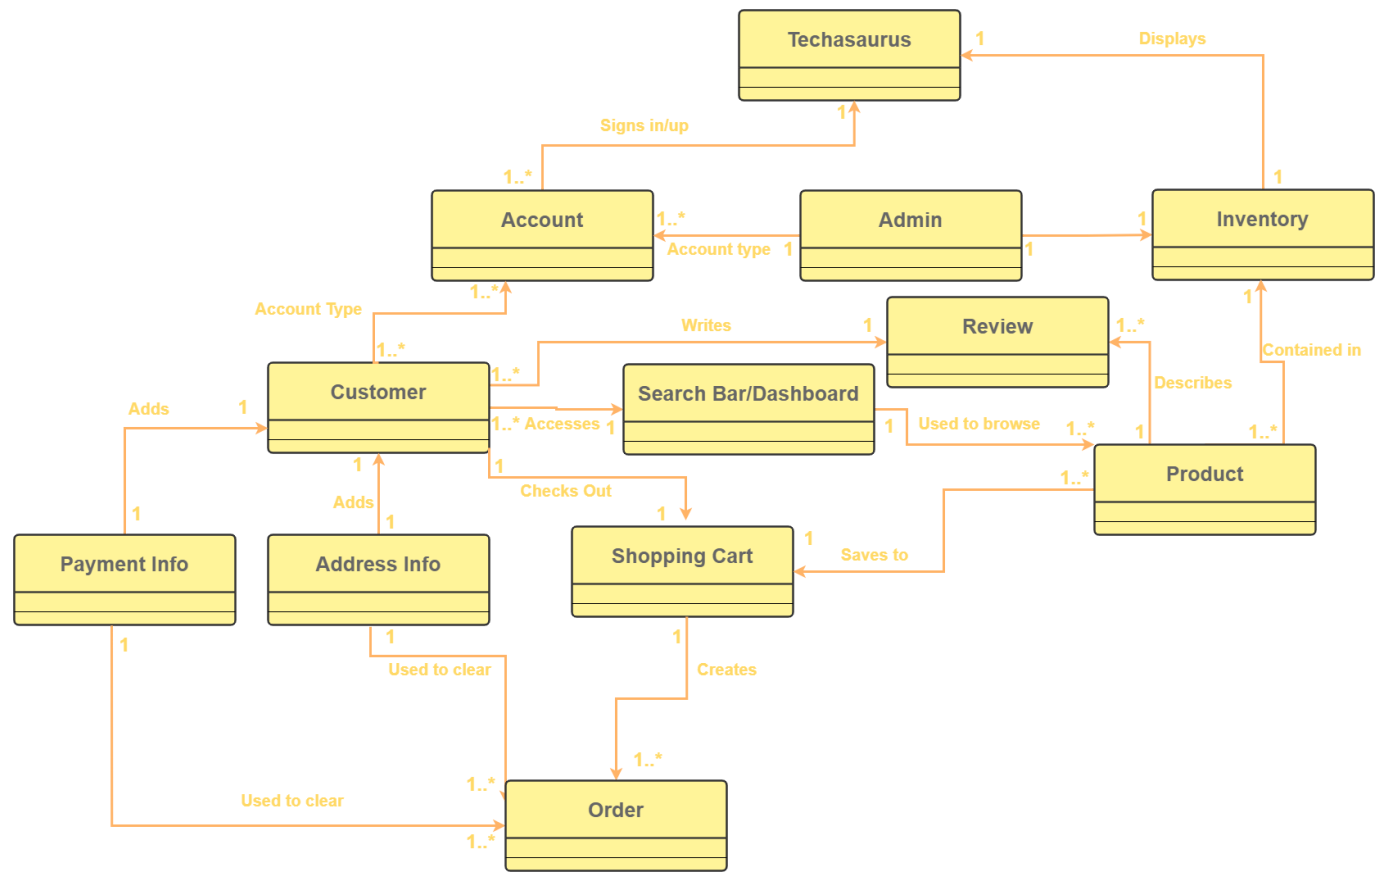 Techasaurus
1
Displays
1
Signs in/up
1..*
1
Account
1..*
Account type
1
Admin
1
1
Inventory
1..*
Account Type
1..*
1
Contained in
1..*
Writes
1
Review
1..*
Describes
1
Customer
1..*
1..*
Accesses
1
Search Bar/Dashboard
1
Used to browse
1..*
Product
1..*
Adds
1
1
1
Adds
1
1
Checks Out
1
1
Saves to
Payment Info
Address Info
Shopping Cart
1
1
Used to clear
1
Creates
1..*
1..*
Used to clear
1..*
Order